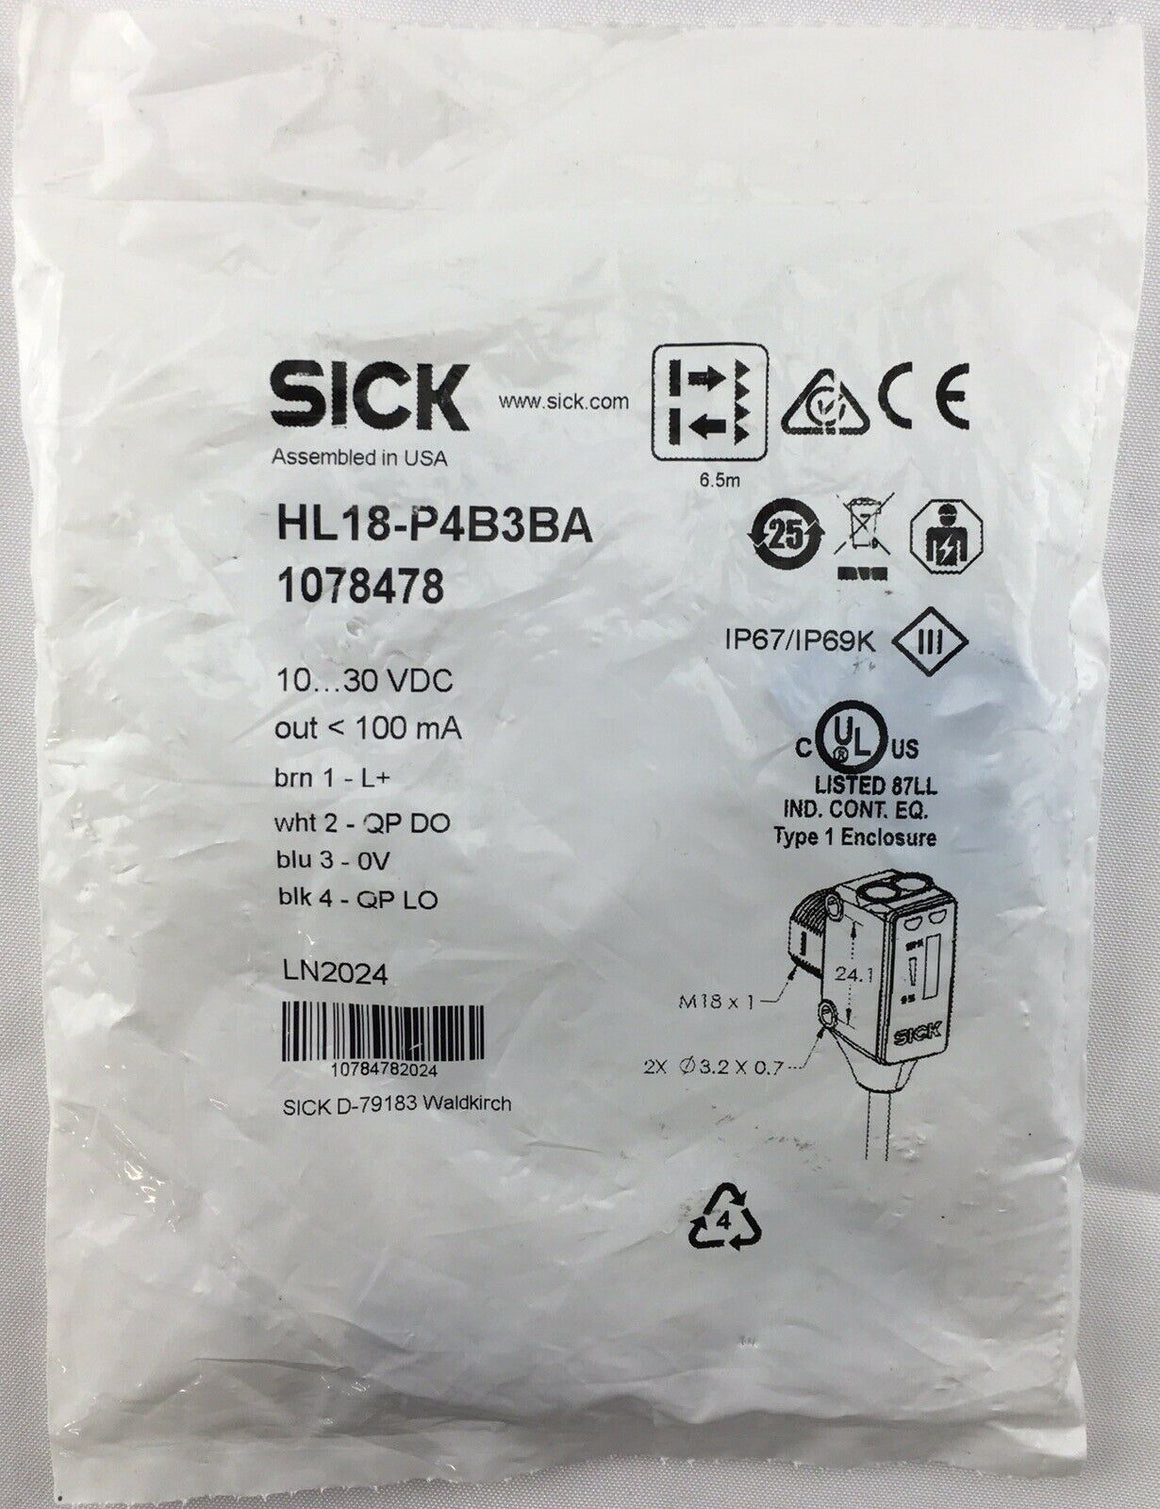 SICK
www.sick.com
Assembled in USA
6.5m
HL18-P4B3BA
1078478
25
10...30 VDC
out < 100 mA
brn 1 - L+
wht 2 - QP DO
blu 3 - 0V
blk 4 - QP LO
IP67/IP69K
III
C UL US
®
LISTED 87LL
IND. CONT. EQ.
Type 1 Enclosure
24.1
M18 x 1
2X Ø3.2 X 0.7
SICK
LN2024
10784782024
SICK D-79183 Waldkirch
4
CE